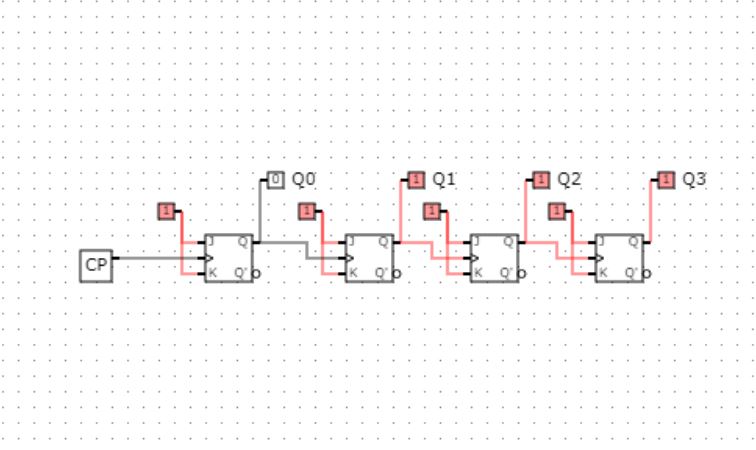 0 Q0 1 Q1 1 Q2 1 Q3
1 1 1 1
J Q J Q J Q J Q
CP
K Q' K Q' K Q' K Q'